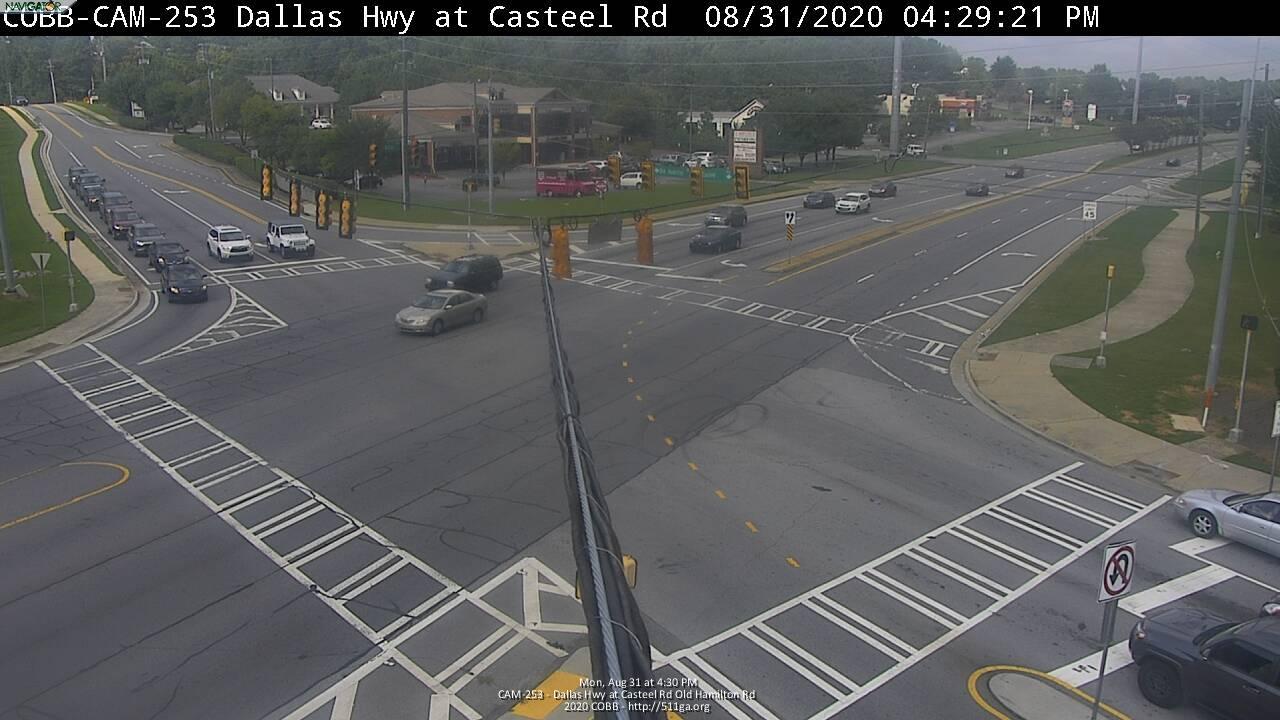 NAVIGATOR
COBB-CAM-253 Dallas Hwy at Casteel Rd 08/31/2020 04:29:21 PM
45
Mon, Aug 31 at 4:30 PM
CAM-253 - Dallas Hwy at Casteel Rd Old Hamilton Rd
2020 COBB - http://511ga.org